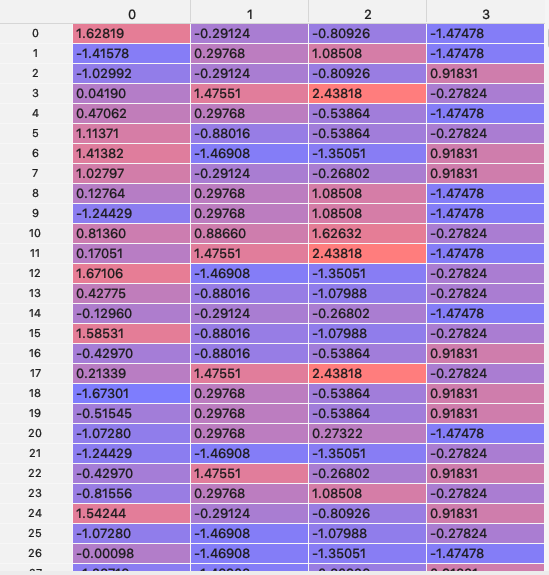 0 1 2 3
0 1.62819 -0.29124 -0.80926 -1.47478
1 -1.41578 0.29768 1.08508 -1.47478
2 -1.02992 -0.29124 -0.80926 0.91831
3 0.04190 1.47551 2.43818 -0.27824
4 0.47062 0.29768 -0.53864 -1.47478
5 1.11371 -0.88016 -0.53864 -0.27824
6 1.41382 -1.46908 -1.35051 0.91831
7 1.02797 -0.29124 -0.26802 0.91831
8 0.12764 0.29768 1.08508 -1.47478
9 -1.24429 0.29768 1.08508 -1.47478
10 0.81360 0.88660 1.62632 -0.27824
11 0.17051 1.47551 2.43818 -1.47478
12 1.67106 -1.46908 -1.35051 -0.27824
13 0.42775 -0.88016 -1.07988 -0.27824
14 -0.12960 -0.29124 -0.26802 -1.47478
15 1.58531 -0.88016 -1.07988 -0.27824
16 -0.42970 -0.88016 -0.53864 0.91831
17 0.21339 1.47551 2.43818 -0.27824
18 -1.67301 0.29768 -0.53864 0.91831
19 -0.51545 0.29768 -0.53864 0.91831
20 -1.07280 0.29768 0.27322 -1.47478
21 -1.24429 -1.46908 -1.35051 -0.27824
22 -0.42970 1.47551 -0.26802 0.91831
23 -0.81556 0.29768 1.08508 -0.27824
24 1.54244 -0.29124 -0.80926 0.91831
25 -1.07280 -1.46908 -1.07988 -0.27824
26 -0.00098 -1.46908 -1.35051 -1.47478